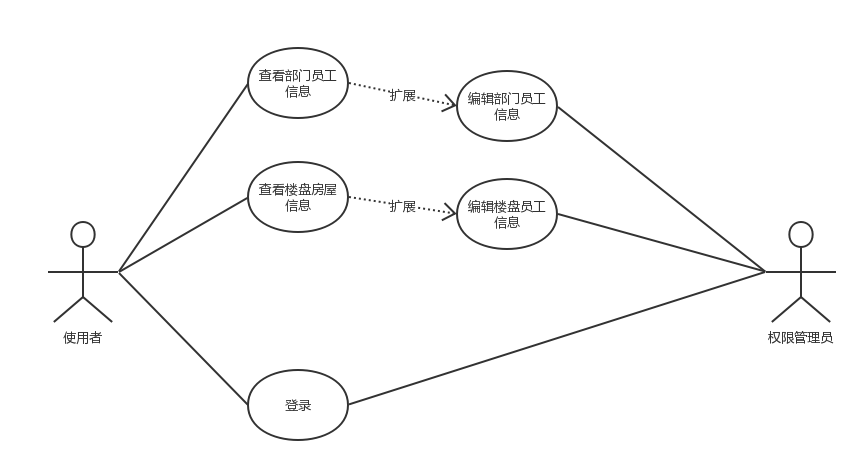 查看部门员工
信息
扩展
编辑部门员工
信息
查看楼盘房屋
信息
扩展
编辑楼盘员工
信息
使用者
权限管理员
登录